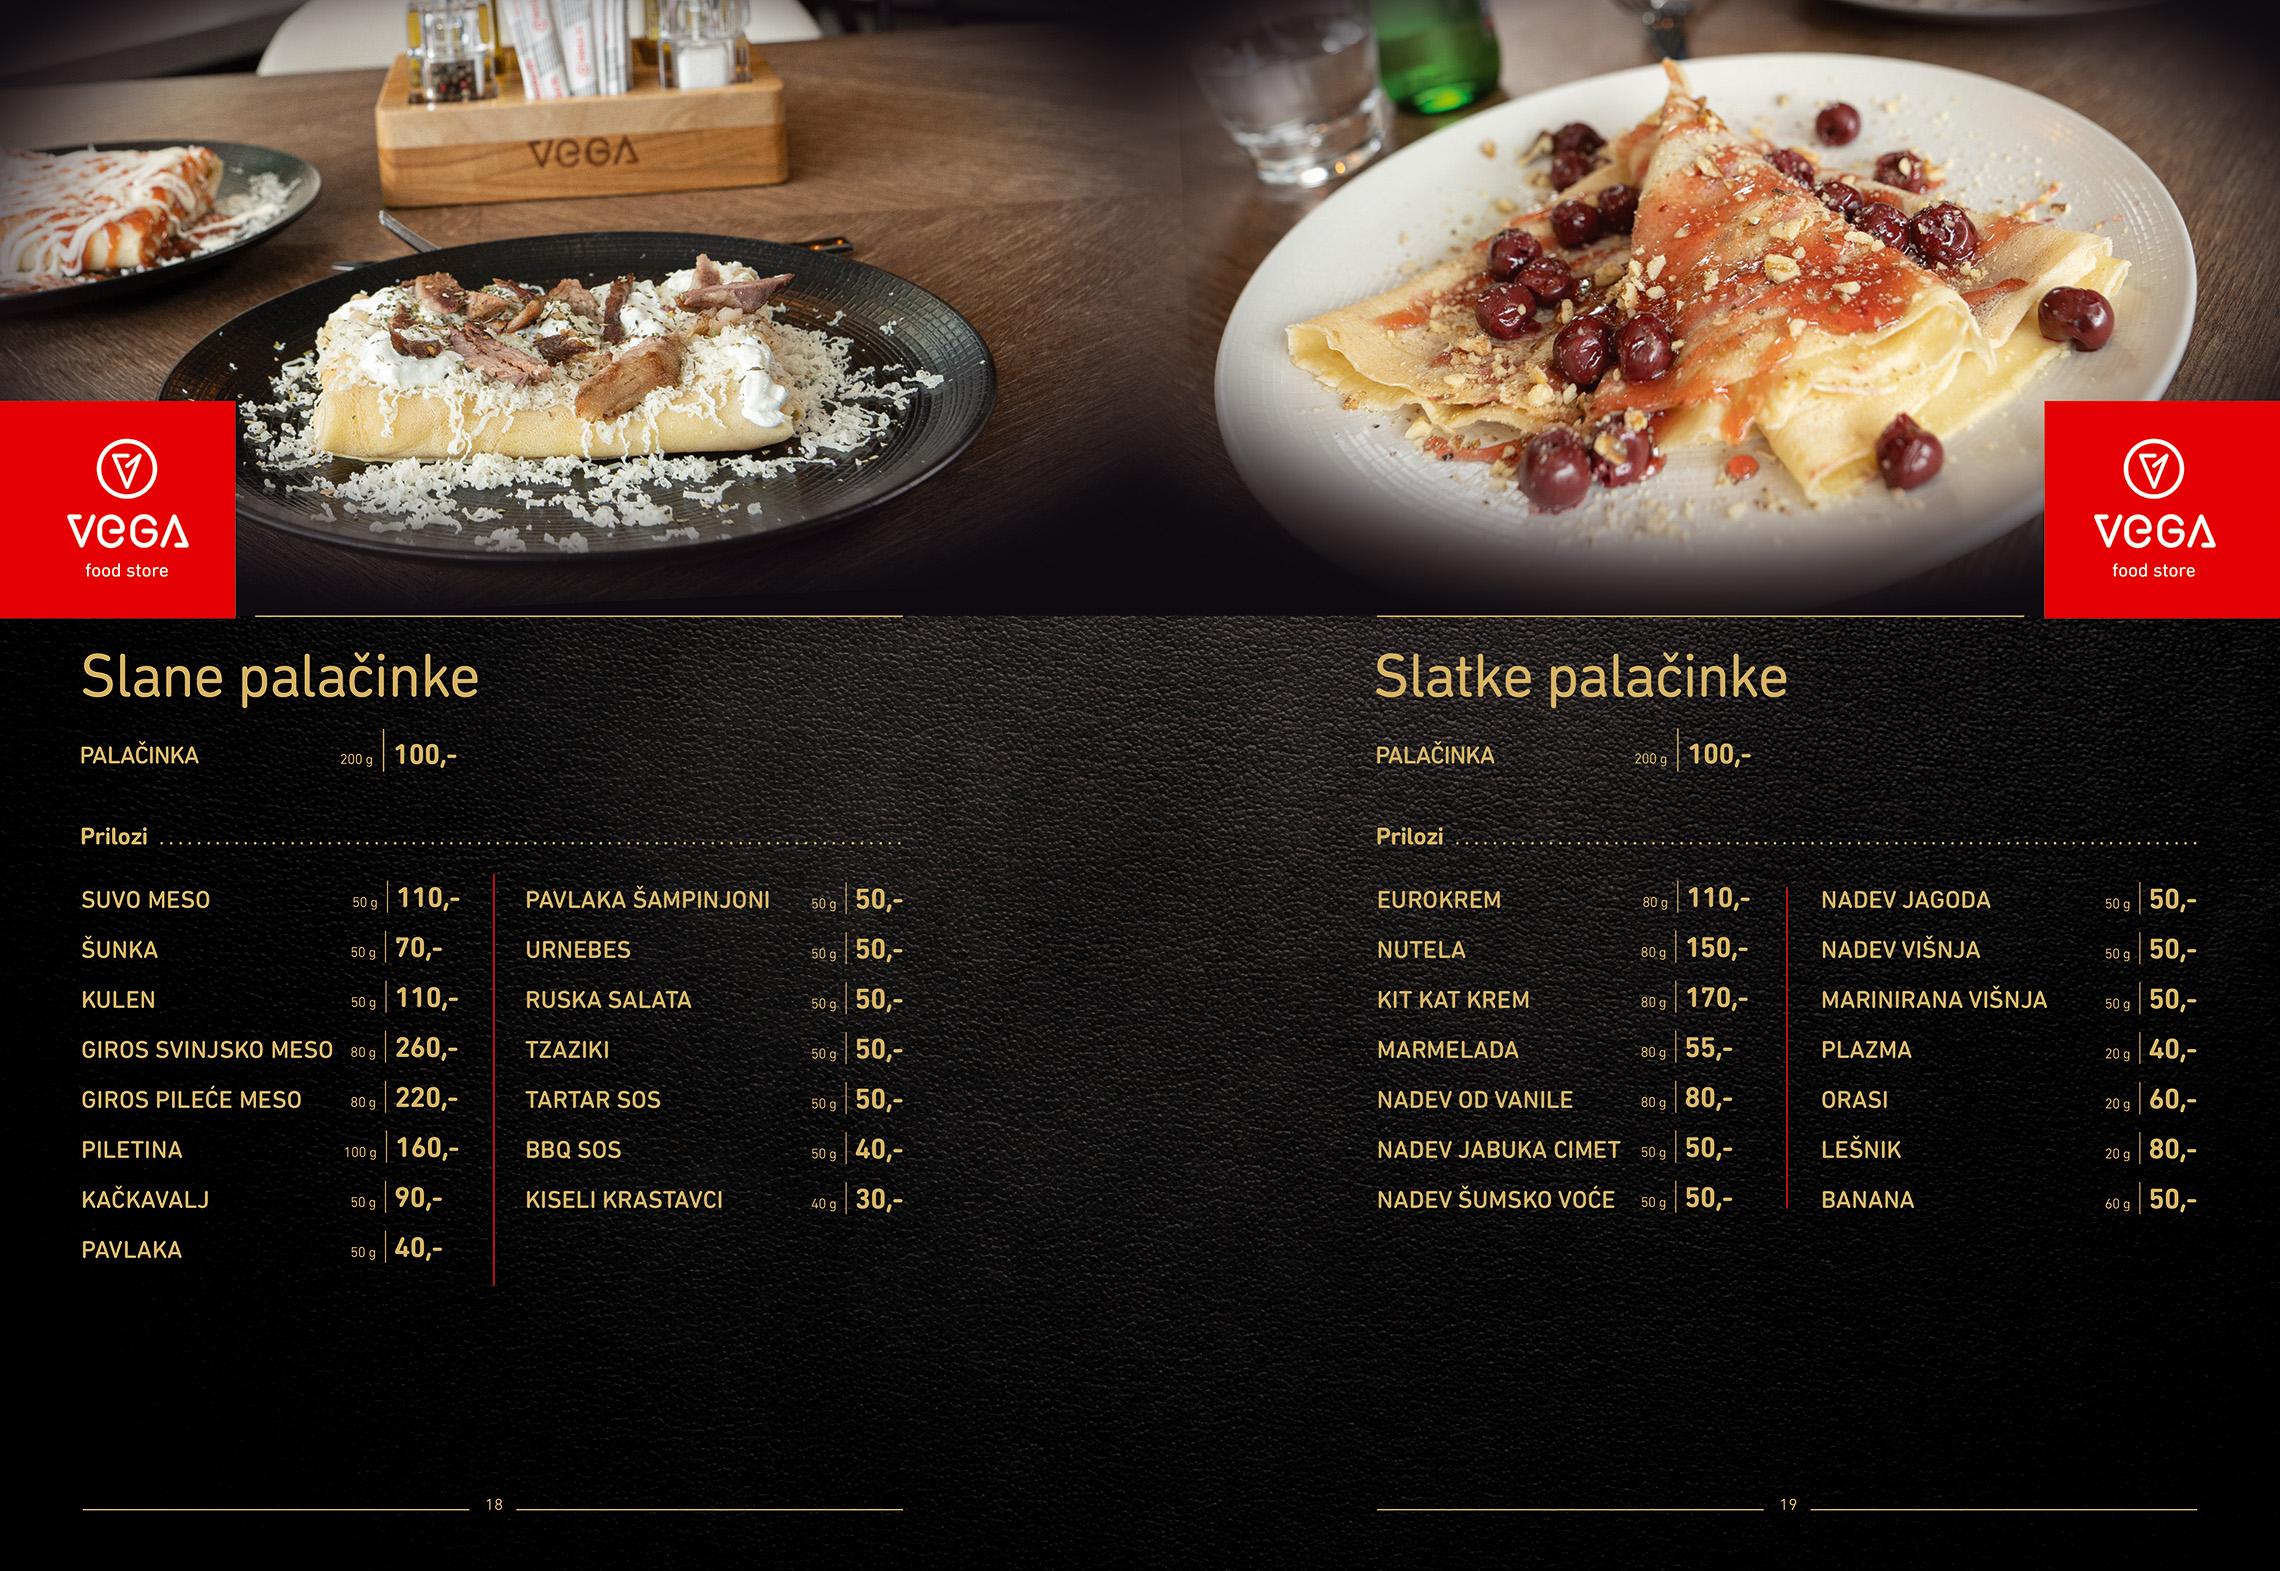 VEGA
VEGA
food store
VEGA
food store
Slane palačinke
PALAČINKA 200 g 100,-
Prilozi
SUVO MESO 50 g 110,-
ŠUNKA 50 g 70,-
KULEN 50 g 110,-
GIROS SVINJSKO MESO 80 g 260,-
GIROS PILEĆE MESO 80 g 220,-
PILETINA 100 g 160,-
KAČKAVALJ 50 g 90,-
PAVLAKA 50 g 40,-
PAVLAKA ŠAMPINJONI 50 g 50,-
URNEBES 50 g 50,-
RUSKA SALATA 50 g 50,-
TZAZIKI 50 g 50,-
TARTAR SOS 50 g 50,-
BBQ SOS 50 g 40,-
KISELI KRASTAVCI 40 g 30,-
18
Slatke palačinke
PALAČINKA 200 g 100,-
Prilozi
EUROKREM 80 g 110,-
NUTELA 80 g 150,-
KIT KAT KREM 80 g 170,-
MARMELADA 80 g 55,-
NADEV OD VANILE 80 g 80,-
NADEV JABUKA CIMET 50 g 50,-
NADEV ŠUMSKO VOĆE 50 g 50,-
NADEV JAGODA 50 g 50,-
NADEV VIŠNJA 50 g 50,-
MARINIRANA VIŠNJA 50 g 50,-
PLAZMA 20 g 40,-
ORASI 20 g 60,-
LEŠNIK 20 g 80,-
BANANA 60 g 50,-
19